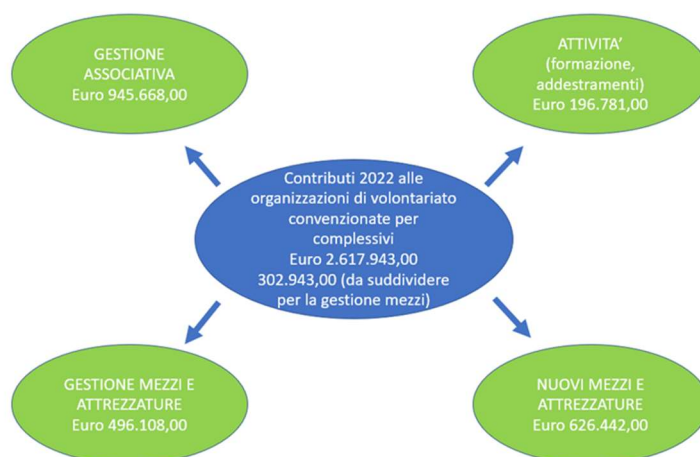 GESTIONE
ASSOCIATIVA
Euro 945.668,00
ATTIVITA’
(formazione,
addestramenti)
Euro 196.781,00
Contributi 2022 alle
organizzazioni di volontariato
convenzionate per
complessivi
Euro 2.617.943,00
302.943,00 (da suddividere
per la gestione mezzi)
GESTIONE MEZZI E
ATTREZZATURE
Euro 496.108,00
NUOVI MEZZI E
ATTREZZATURE
Euro 626.442,00